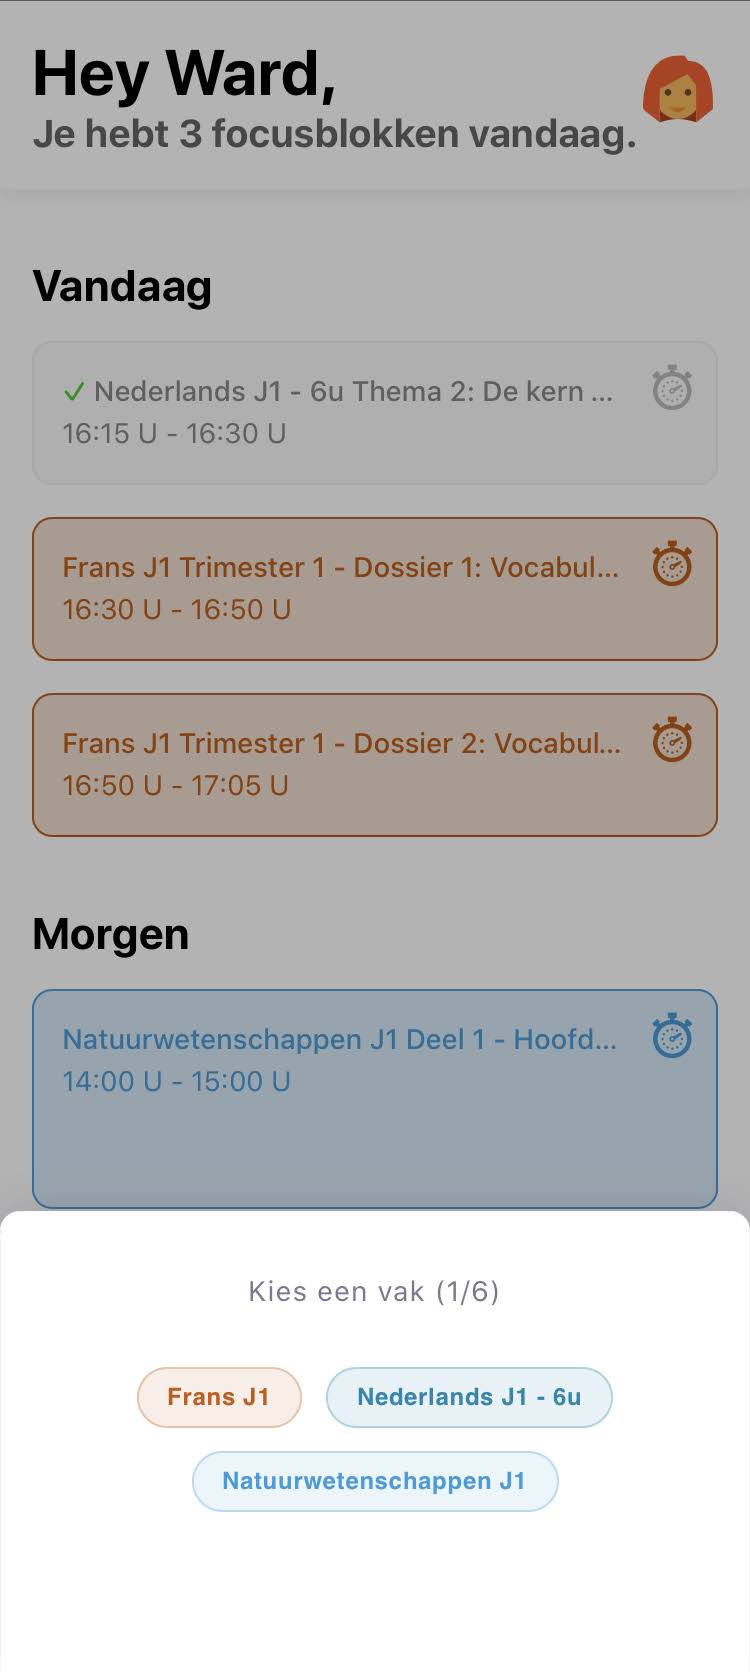 Hey Ward,
Je hebt 3 focusblokken vandaag.
Vandaag
✓ Nederlands J1 - 6u Thema 2: De kern ...
16:15 U - 16:30 U
Frans J1 Trimester 1 - Dossier 1: Vocabul...
16:30 U - 16:50 U
Frans J1 Trimester 1 - Dossier 2: Vocabul...
16:50 U - 17:05 U
Morgen
Natuurwetenschappen J1 Deel 1 - Hoofd...
14:00 U - 15:00 U
Kies een vak (1/6)
Frans J1
Nederlands J1 - 6u
Natuurwetenschappen J1